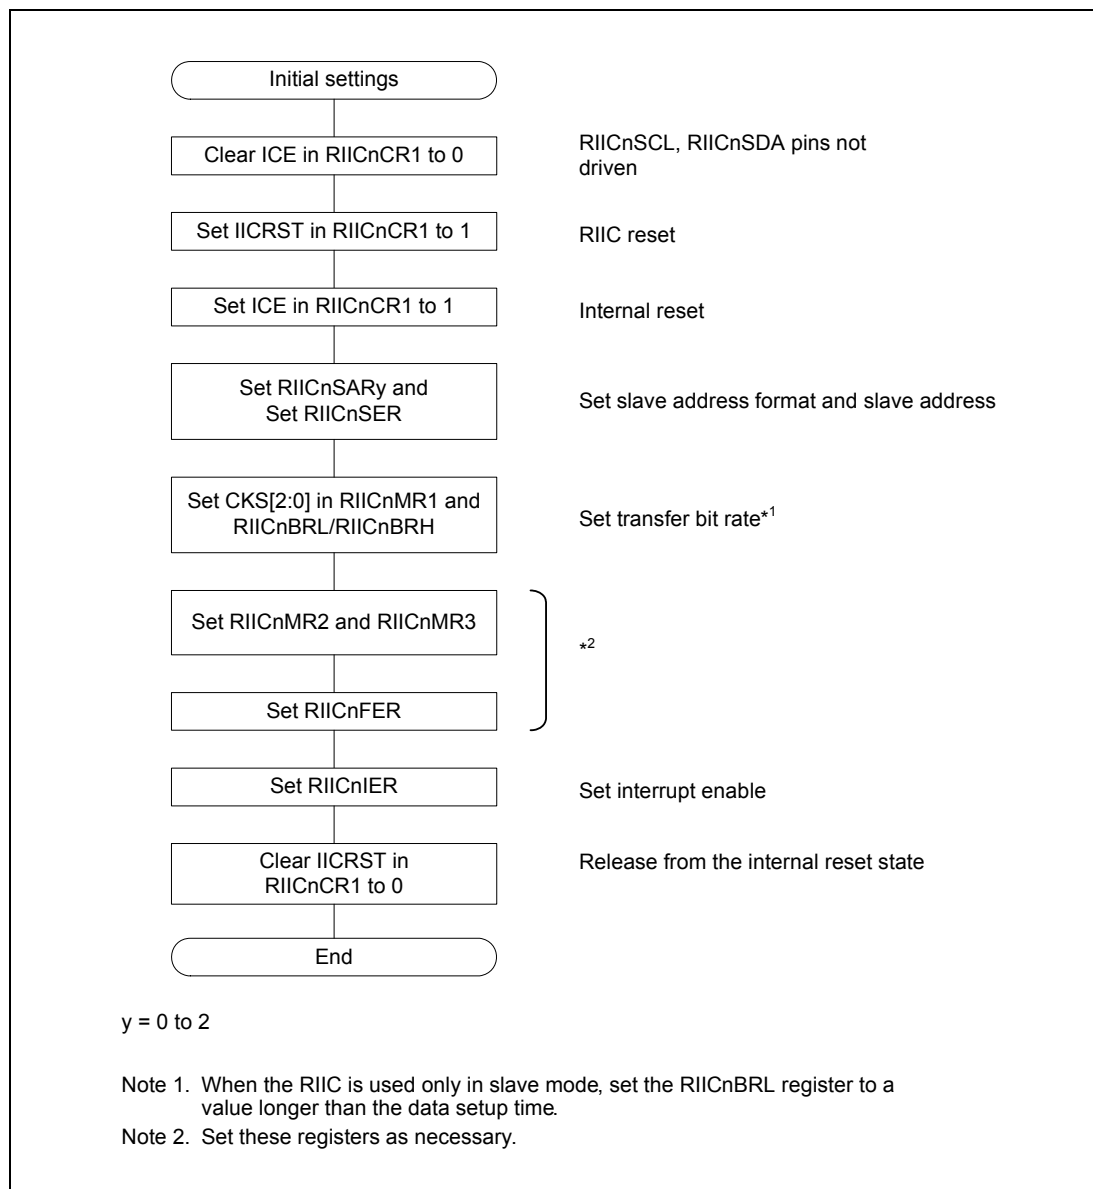 Initial settings
Clear ICE in RIICnCR1 to 0
RIICnSCL, RIICnSDA pins not
driven
Set IICRST in RIICnCR1 to 1
RIIC reset
Set ICE in RIICnCR1 to 1
Internal reset
Set RIICnSARy and
Set RIICnSER
Set slave address format and slave address
Set CKS[2:0] in RIICnMR1 and
RIICnBRL/RIICnBRH
Set transfer bit rate*1
Set RIICnMR2 and RIICnMR3
*2
Set RIICnFER
Set RIICnIER
Set interrupt enable
Clear IICRST in
RIICnCR1 to 0
Release from the internal reset state
End
y = 0 to 2
Note 1. When the RIIC is used only in slave mode, set the RIICnBRL register to a
value longer than the data setup time.
Note 2. Set these registers as necessary.